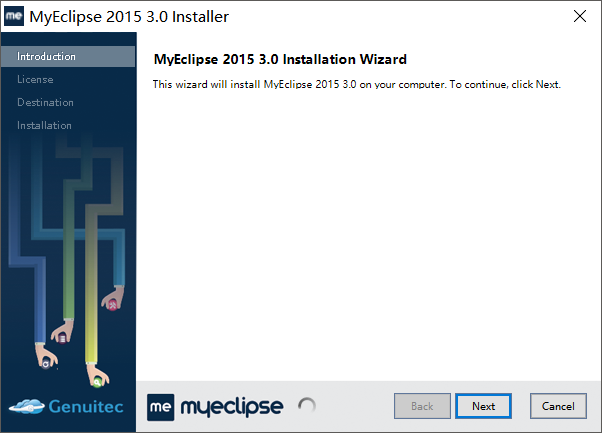 me MyEclipse 2015 3.0 Installer
Introduction
License
Destination
Installation
MyEclipse 2015 3.0 Installation Wizard
This wizard will install MyEclipse 2015 3.0 on your computer. To continue, click Next.
Genuitec
me myeclipse
Back
Next
Cancel